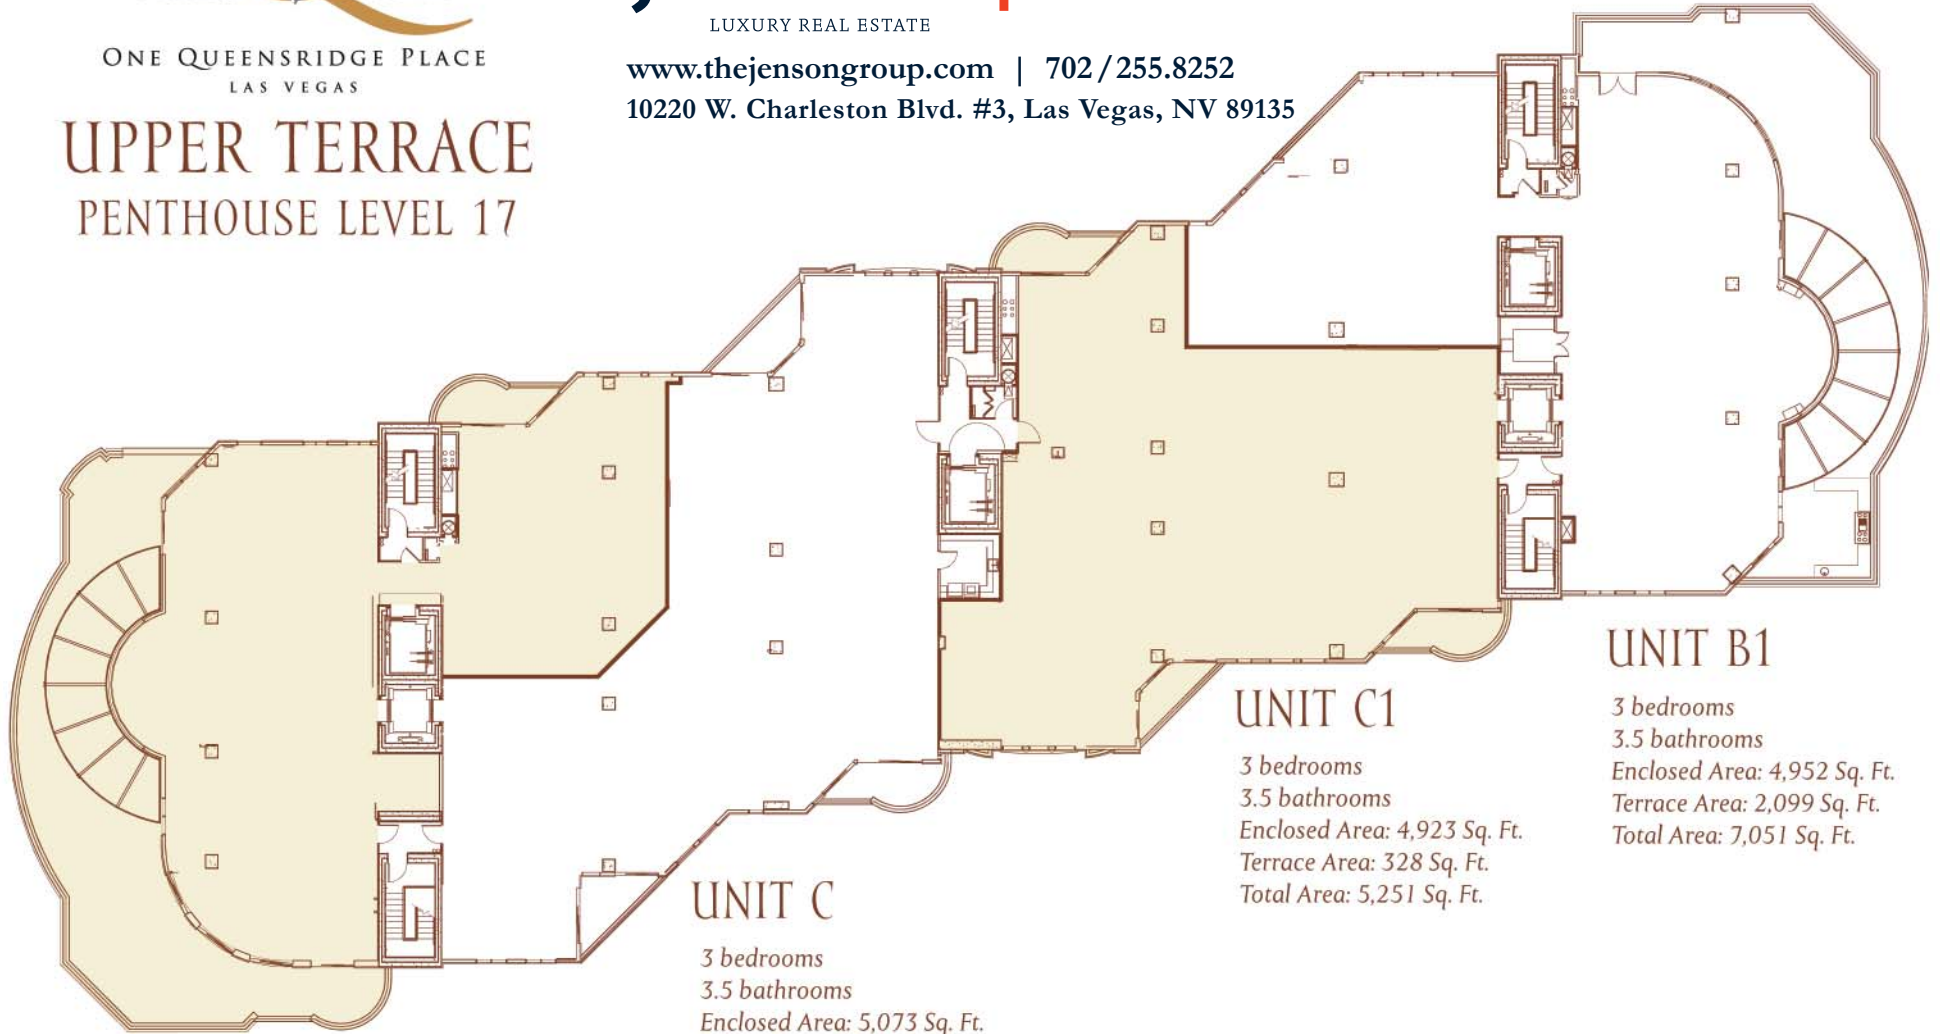 ONE QUEENSRIDGE PLACE
LAS VEGAS
UPPER TERRACE
PENTHOUSE LEVEL 17
LUXURY REAL ESTATE
www.thejensongroup.com | 702/255.8252
10220 W. Charleston Blvd. #3, Las Vegas, NV 89135
UNIT C
3 bedrooms
3.5 bathrooms
Enclosed Area: 5,073 Sq. Ft.
UNIT C1
3 bedrooms
3.5 bathrooms
Enclosed Area: 4,923 Sq. Ft.
Terrace Area: 328 Sq. Ft.
Total Area: 5,251 Sq. Ft.
UNIT B1
3 bedrooms
3.5 bathrooms
Enclosed Area: 4,952 Sq. Ft.
Terrace Area: 2,099 Sq. Ft.
Total Area: 7,051 Sq. Ft.